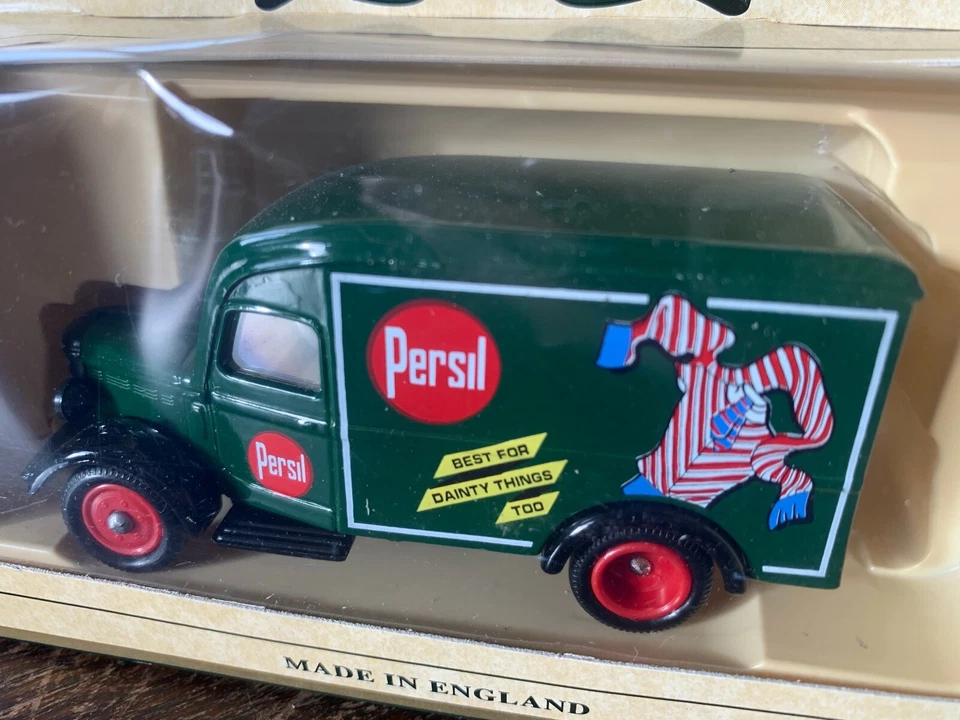 Persil
Persil
BEST FOR
DAINTY THINGS
TOO
MADE IN ENGLAND